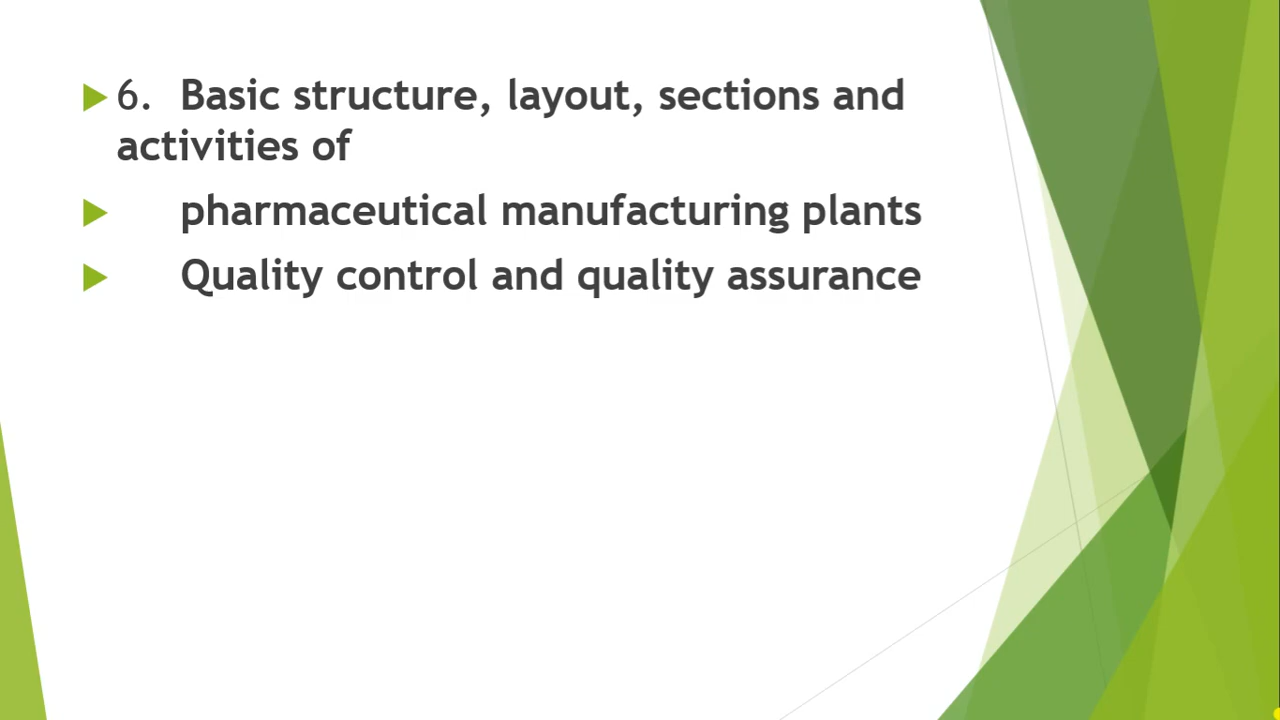 6. Basic structure, layout, sections and
activities of
pharmaceutical manufacturing plants
Quality control and quality assurance